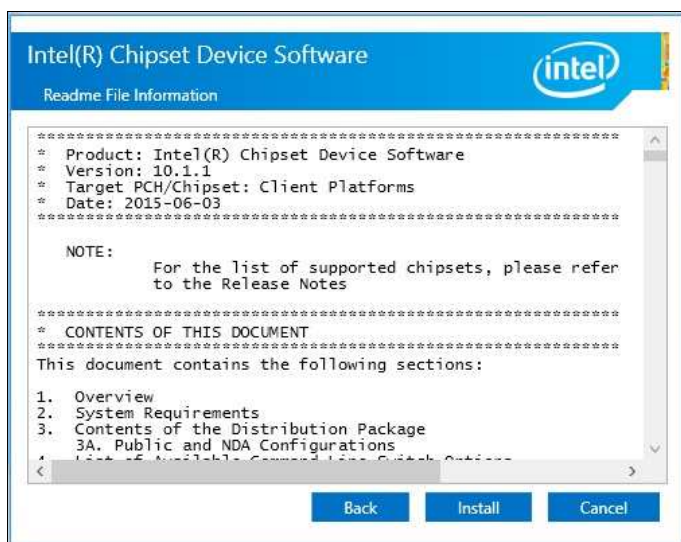 Intel(R) Chipset Device Software
intel
Readme File Information
************************************************************
* Product: Intel(R) Chipset Device Software
* Version: 10.1.1
* Target PCH/Chipset: Client Platforms
* Date: 2015-06-03
************************************************************
NOTE:
For the list of supported chipsets, please refer
to the Release Notes
************************************************************
* CONTENTS OF THIS DOCUMENT
************************************************************
This document contains the following sections:
1. Overview
2. System Requirements
3. Contents of the Distribution Package
3A. Public and NDA Configurations
Back
Install
Cancel